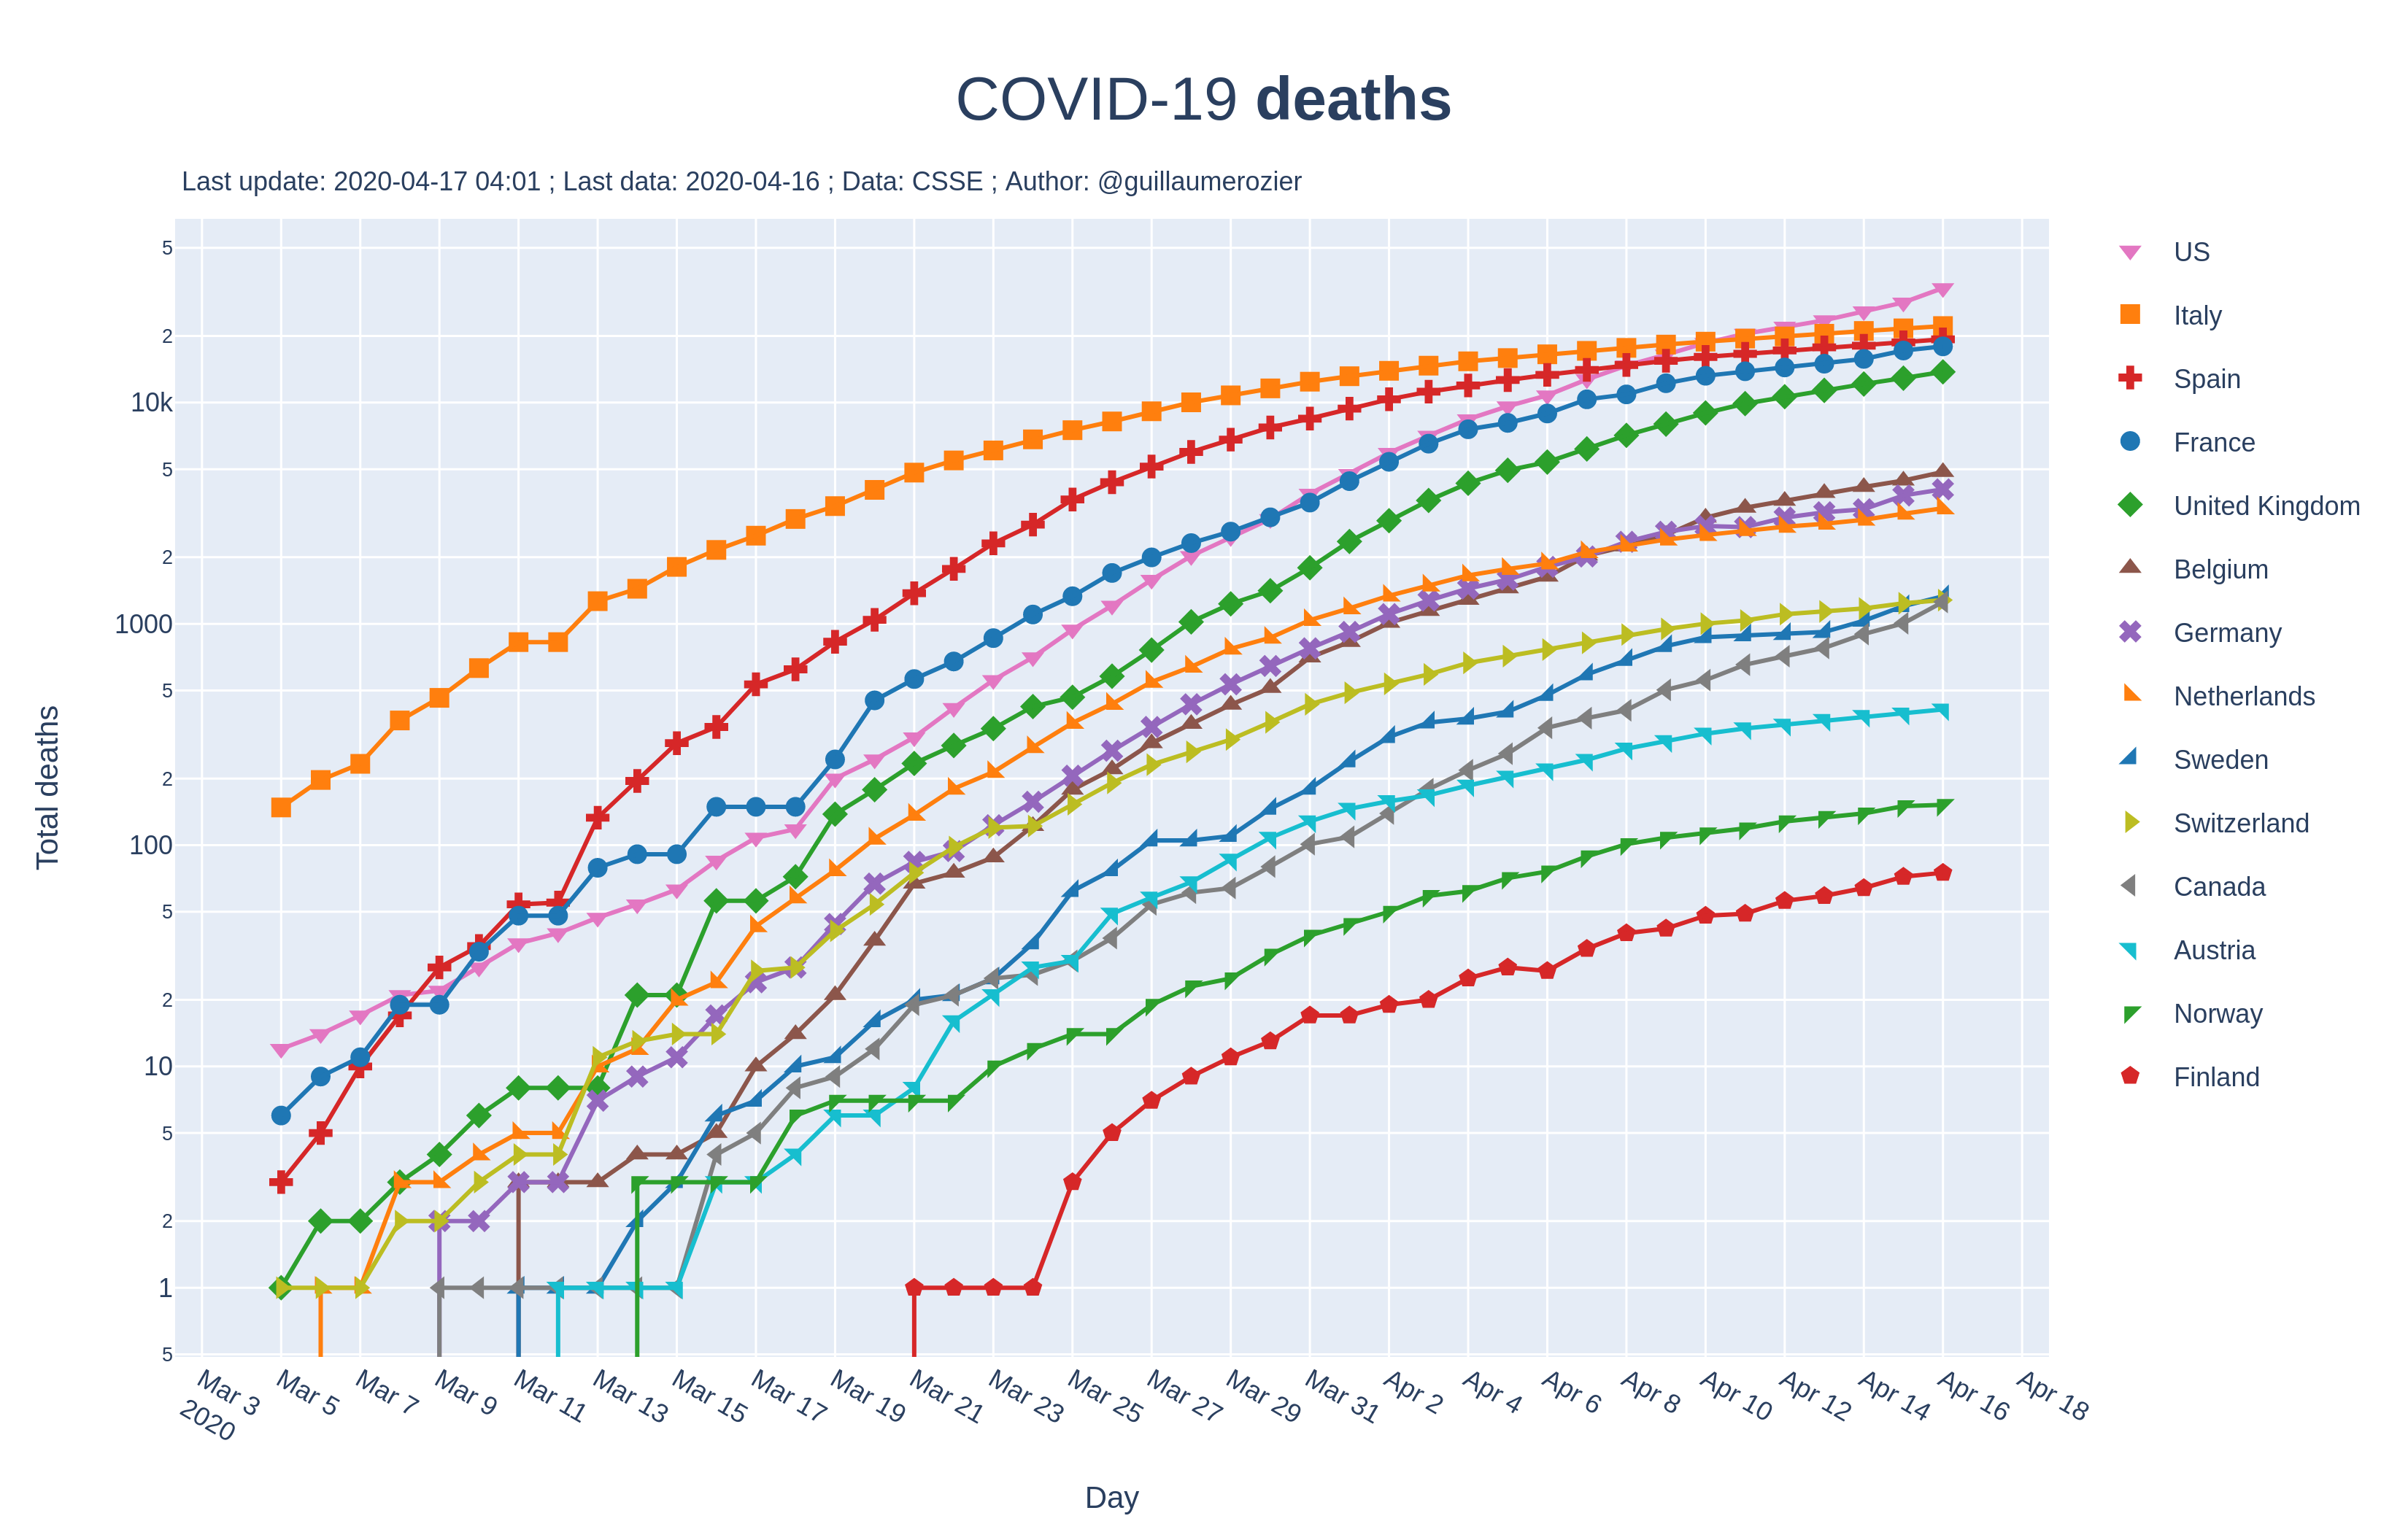 COVID-19 deaths
Last update: 2020-04-17 04:01 ; Last data: 2020-04-16 ; Data: CSSE ; Author: @guillaumerozier
5
2
10k
5
2
1000
5
2
100
5
2
10
5
2
1
5
Total deaths
Mar 3
2020
Mar 5
Mar 7
Mar 9
Mar 11
Mar 13
Mar 15
Mar 17
Mar 19
Mar 21
Mar 23
Mar 25
Mar 27
Mar 29
Mar 31
Apr 2
Apr 4
Apr 6
Apr 8
Apr 10
Apr 12
Apr 14
Apr 16
Apr 18
Day
US
Italy
Spain
France
United Kingdom
Belgium
Germany
Netherlands
Sweden
Switzerland
Canada
Austria
Norway
Finland